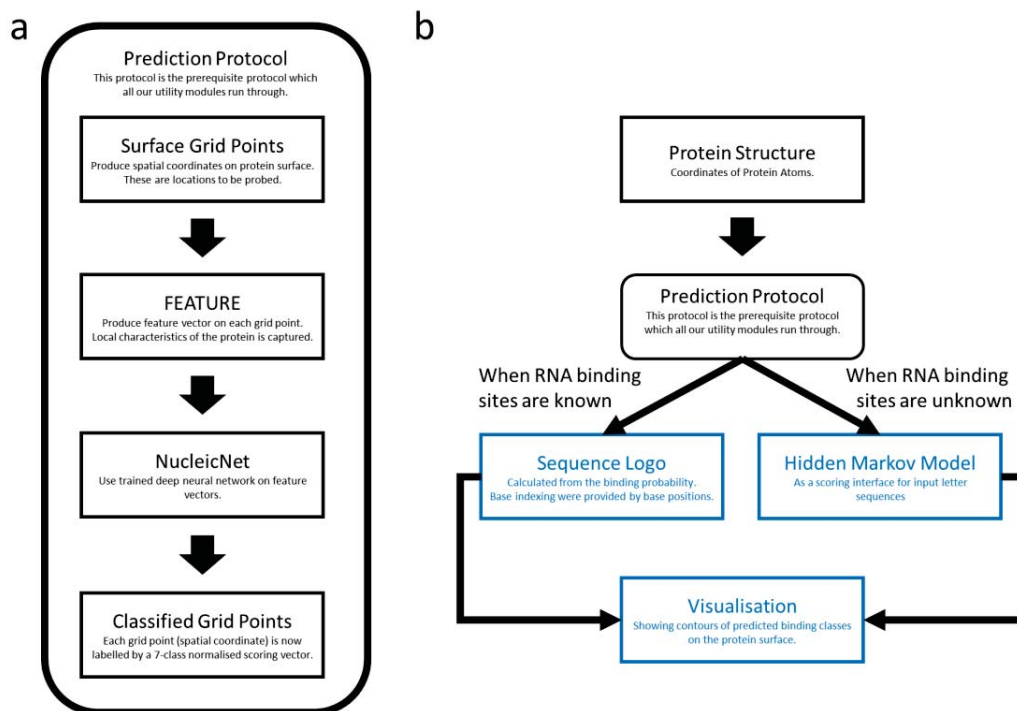 a
Prediction Protocol
This protocol is the prerequisite protocol which
all our utility modules run through.
Surface Grid Points
Produce spatial coordinates on protein surface.
These are locations to be probed.
FEATURE
Produce feature vector on each grid point.
Local characteristics of the protein is captured.
NucleicNet
Use trained deep neural network on feature
vectors.
Classified Grid Points
Each grid point (spatial coordinate) is now
labelled by a 7-class normalised scoring vector.
b
Protein Structure
Coordinates of Protein Atoms.
Prediction Protocol
This protocol is the prerequisite protocol
which all our utility modules run through.
When RNA binding
sites are known
When RNA binding
sites are unknown
Sequence Logo
Calculated from the binding probability.
Base indexing were provided by base positions.
Hidden Markov Model
As a scoring interface for input letter
sequences
Visualisation
Showing contours of predicted binding classes
on the protein surface.